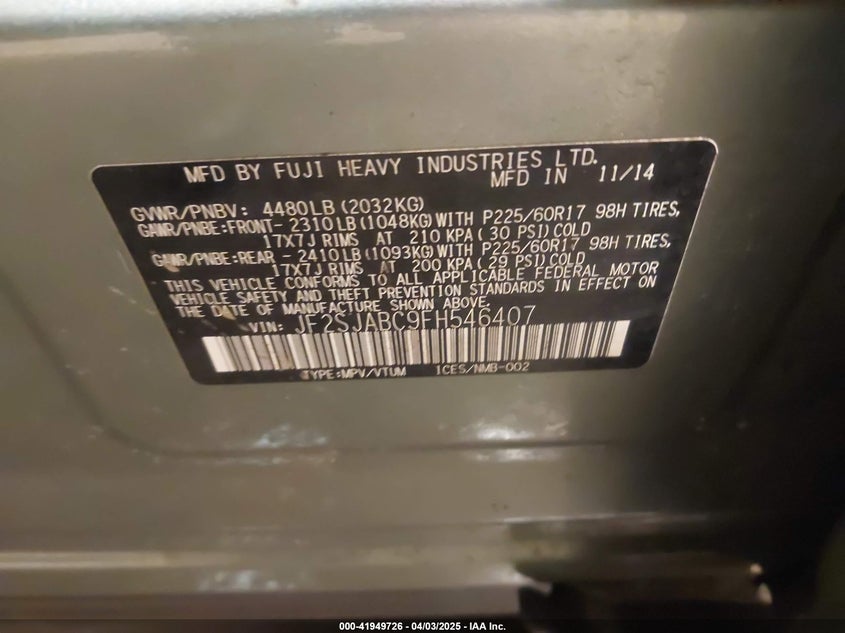 MFD BY FUJI HEAVY INDUSTRIES LTD.
MFD IN 11/14
GVWR/PNBV: 4480LB (2032KG)
GAWR/PNBE:FRONT- 2310LB (1048KG) WITH P225/60R17 98H TIRES,
17X7J RIMS AT 210 KPA ( 30 PSI) COLD
GAWR/PNBE:REAR - 2410LB (1093KG) WITH P225/60R17 98H TIRES,
17X7J RIMS AT 200 KPA ( 29 PSI) COLD
THIS VEHICLE CONFORMS TO ALL APPLICABLE FEDERAL MOTOR
VEHICLE SAFETY AND THEFT PREVENTION STANDARDS IN EFFECT ON
THE DATE OF MANUFACTURE SHOWN ABOVE.
VIN: JF2SJABC9FH546407
TYPE:MPV/VTUM ICES/NMB-002
000-41949726 - 04/03/2025 - IAA Inc.